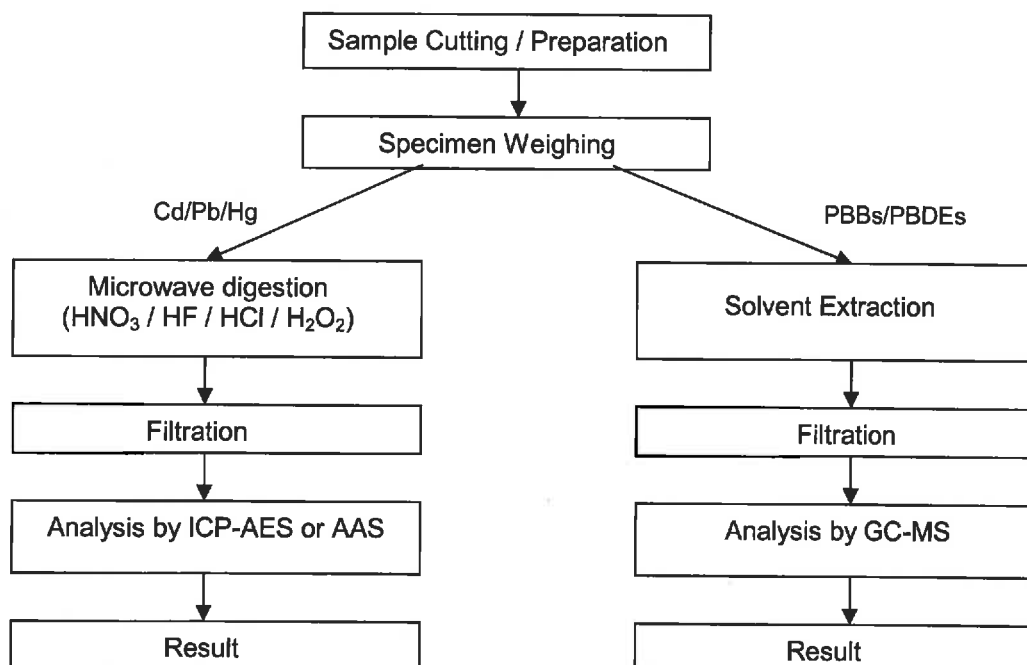 Sample Cutting / Preparation
Specimen Weighing
Cd/Pb/Hg
PBBs/PBDEs
Microwave digestion
(HNO₃ / HF / HCl / H₂O₂)
Solvent Extraction
Filtration
Filtration
Analysis by ICP-AES or AAS
Analysis by GC-MS
Result
Result